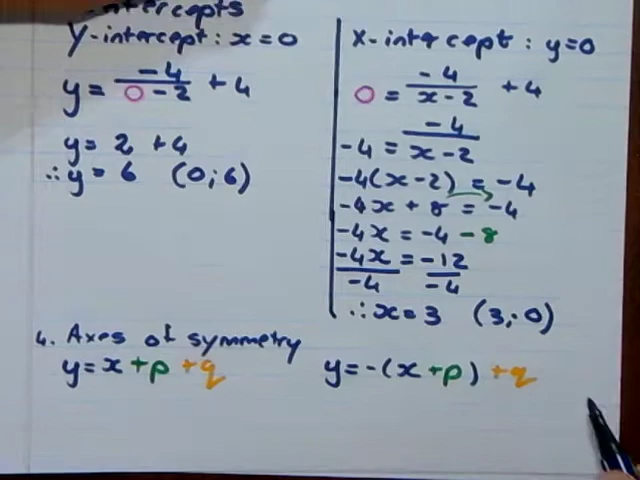 intercepts
Y-intercept: x=0
y = -4/(0-2) + 4
y = 2 + 4
∴ y = 6 (0;6)
x-intercept: y=0
0 = -4/(x-2) + 4
-4 = -4/(x-2)
-4(x-2) = -4
-4x + 8 = -4
-4x = -4 - 8
-4x/-4 = -12/-4
∴ x = 3 (3;0)
4. Axes of symmetry
y = x + p + q
y = -(x + p) + q